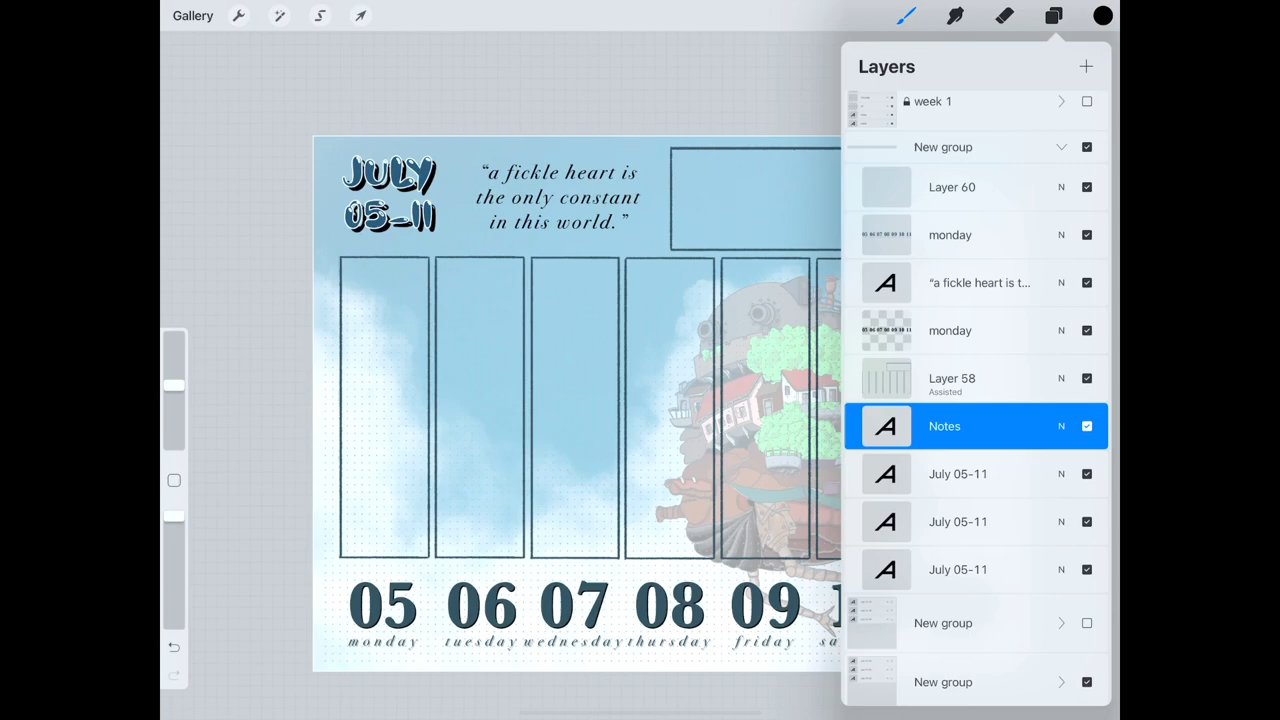 Gallery
Layers
week 1
New group
Layer 60 N
monday N
“a fickle heart is t... N
monday N
Layer 58 N
Assisted
Notes N
July 05-11 N
July 05-11 N
July 05-11 N
New group
New group
JULY
05-11
“a fickle heart is
the only constant
in this world.”
05 06 07 08 09
monday tuesday wednesday thursday friday sa